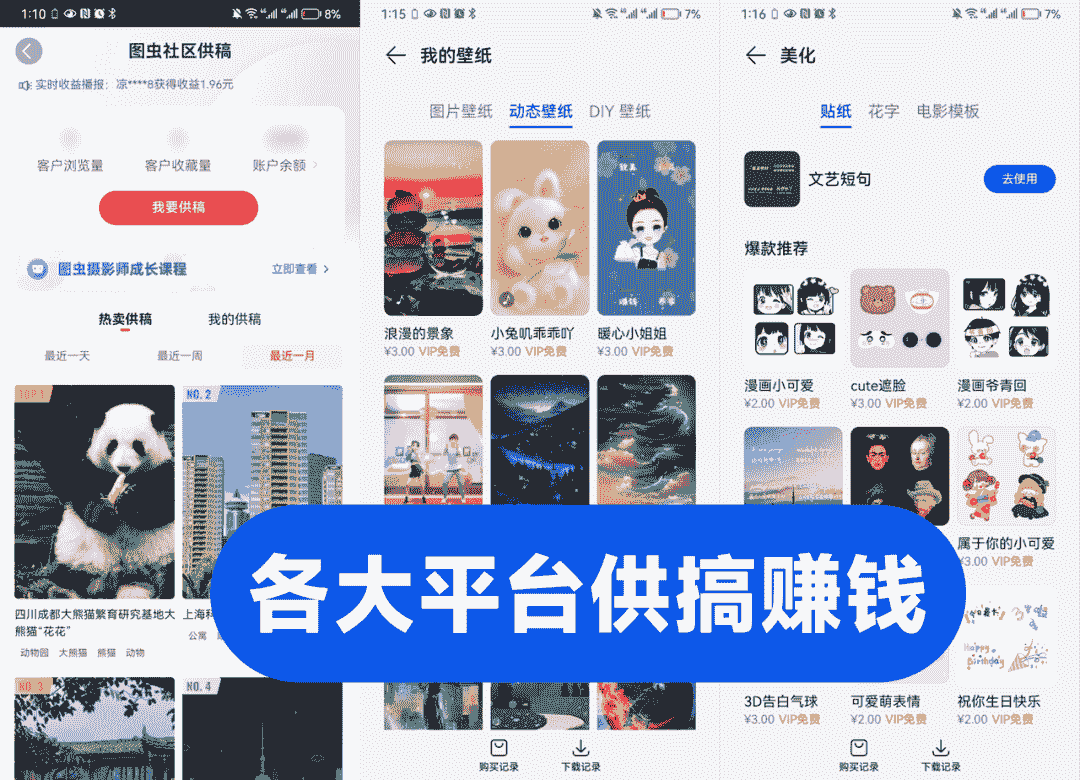 1:10
8%
图虫社区供稿
实时收益播报：凉****8获得收益1.96元
客户浏览量
客户收藏量
账户余额
我要供稿
图虫摄影师成长课程
立即查看
热卖供稿
我的供稿
最近一天
最近一周
最近一月
TOP 1
NO. 2
四川成都大熊猫繁育研究基地大
熊猫“花花”
动物园 大熊猫 熊猫 动物
上海科
公寓
NO 3
NO. 4
1:15
7%
我的壁纸
图片壁纸
动态壁纸
DIY 壁纸
浪漫的景象
¥3.00 VIP免费
小兔叽乖乖吖
¥3.00 VIP免费
暖心小姐姐
¥3.00 VIP免费
购买记录
下载记录
1:16
7%
美化
贴纸
花字
电影模板
文艺短句
去使用
爆款推荐
漫画小可爱
¥2.00 VIP免费
cute遮脸
¥3.00 VIP免费
漫画爷青回
¥2.00 VIP免费
属于你的小可爱
¥3.00 VIP免费
Happy
Birthday
3D告白气球
¥3.00 VIP免费
可爱萌表情
¥2.00 VIP免费
祝你生日快乐
¥2.00 VIP免费
购买记录
下载记录
各大平台供搞赚钱